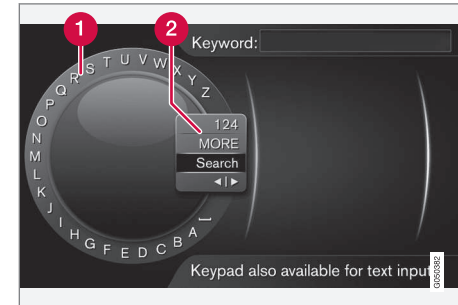 1
2
Keyword:
A B C D E F G H I J K L M N O P Q R S T U V W X Y Z
124
MORE
Search
◄|►
Keypad also available for text input
G050382